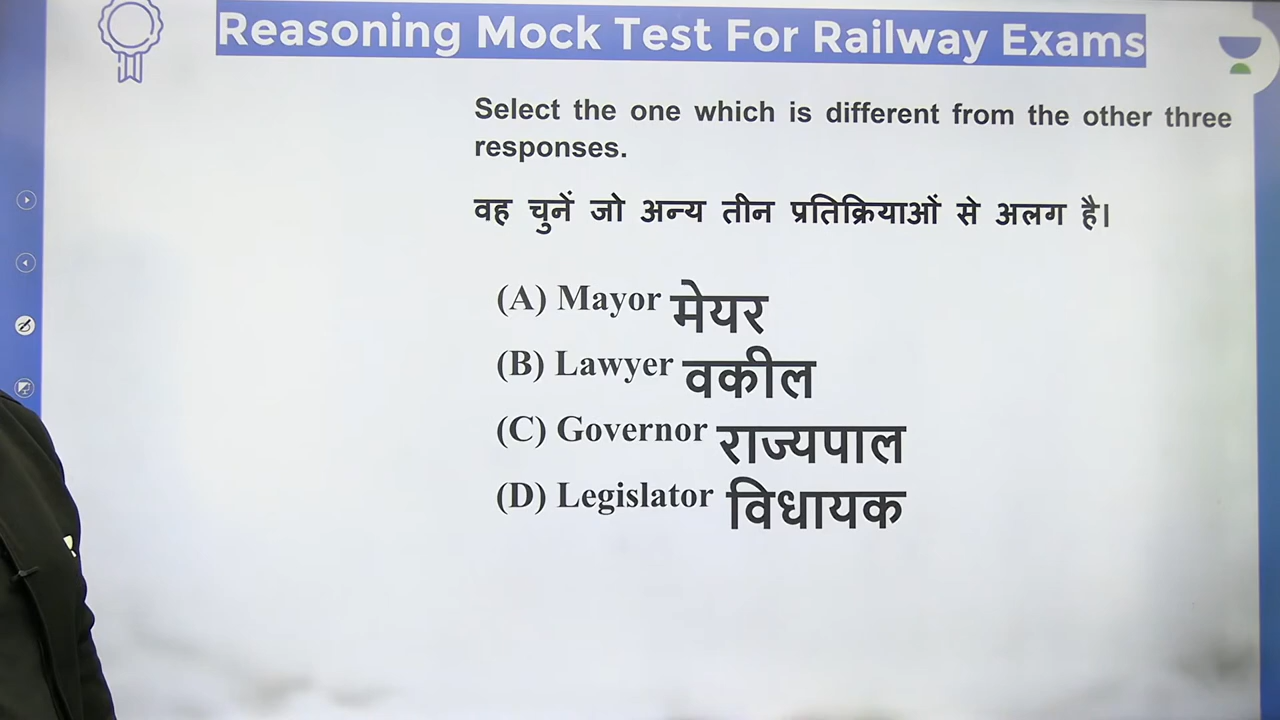 Reasoning Mock Test For Railway Exams
Select the one which is different from the other three
responses.
वह चुनें जो अन्य तीन प्रतिक्रियाओं से अलग है।
(A) Mayor मेयर
(B) Lawyer वकील
(C) Governor राज्यपाल
(D) Legislator विधायक